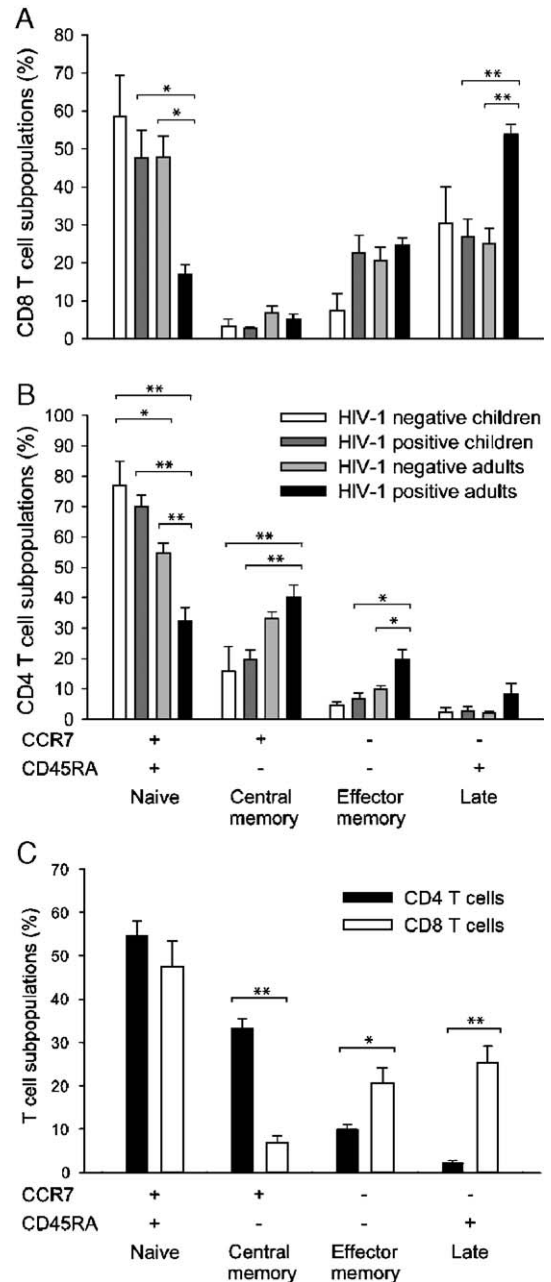 A
CD8 T cell subpopulations (%)
80
70
60
50
40
30
20
10
0
* 
*
**
**
B
CD4 T cell subpopulations (%)
100
90
80
70
60
50
40
30
20
10
0
**
*
**
**
**
**
*
*
HIV-1 negative children
HIV-1 positive children
HIV-1 negative adults
HIV-1 positive adults
CCR7 + + - -
CD45RA + - - +
Naive Central memory Effector memory Late
C
T cell subpopulations (%)
70
60
50
40
30
20
10
0
**
*
**
CD4 T cells
CD8 T cells
CCR7 + + - -
CD45RA + - - +
Naive Central memory Effector memory Late